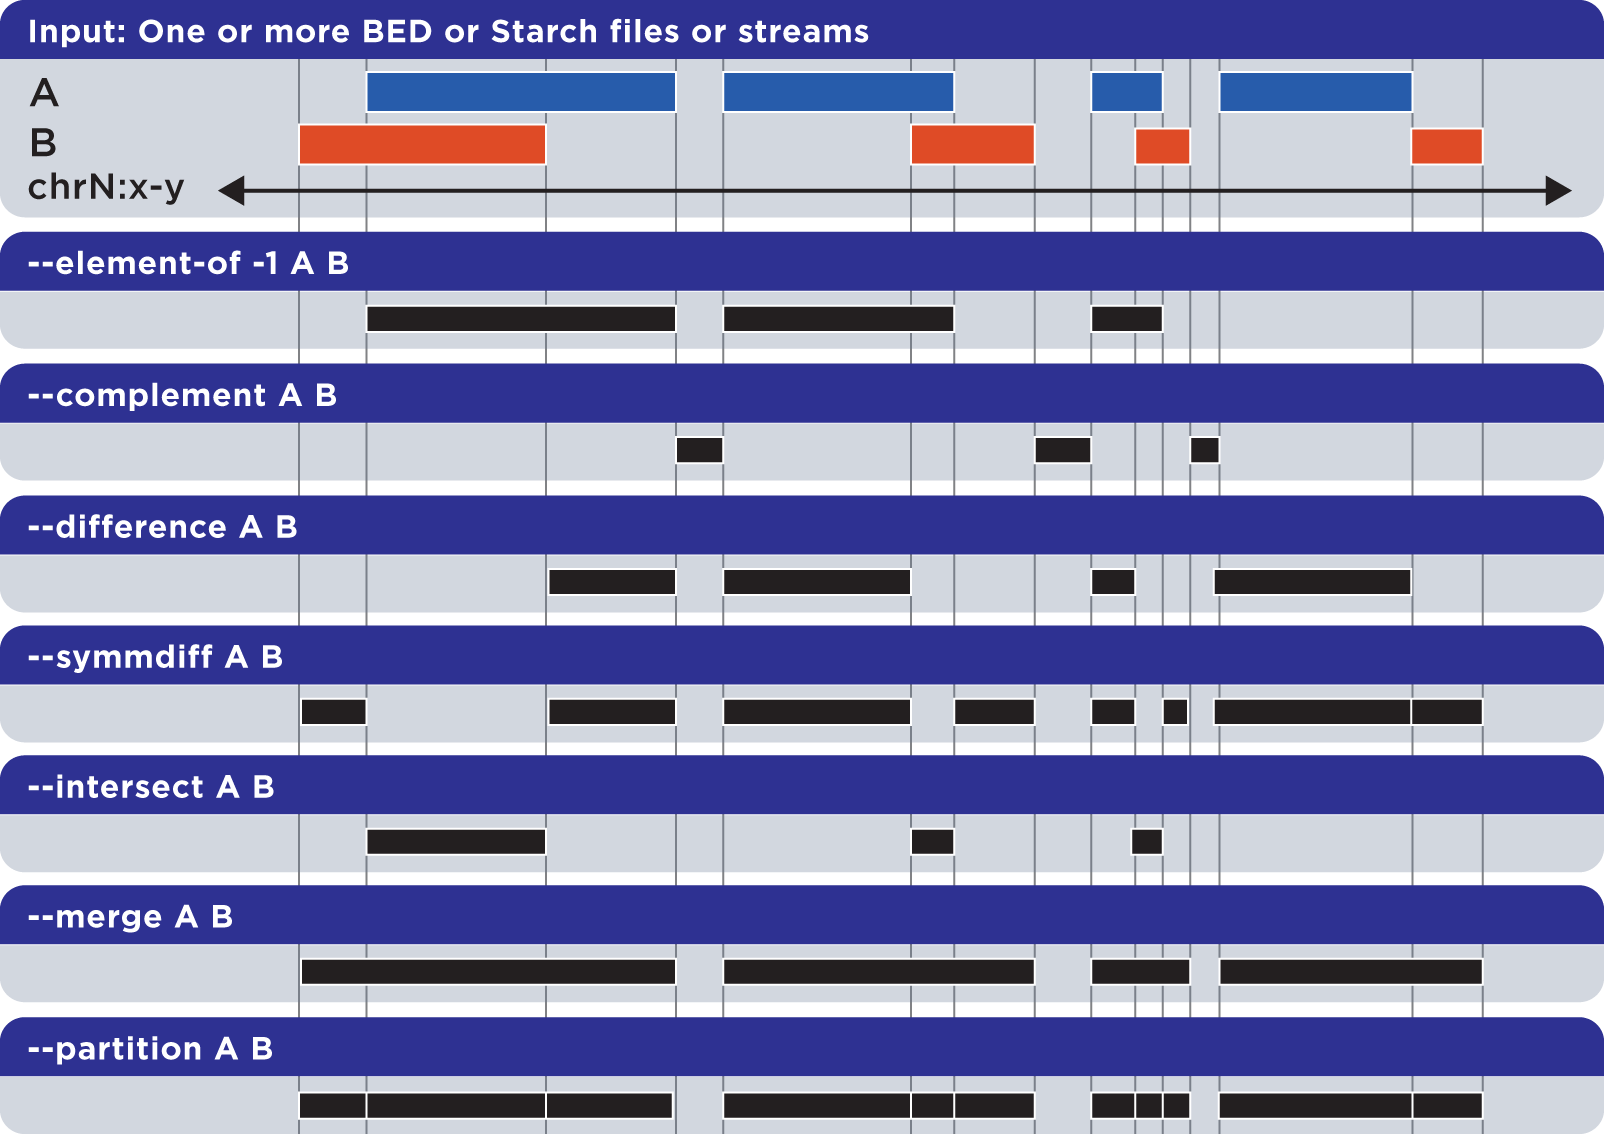 Input: One or more BED or Starch files or streams
A
B
chrN:x-y
--element-of -1 A B
--complement A B
--difference A B
--symmdiff A B
--intersect A B
--merge A B
--partition A B